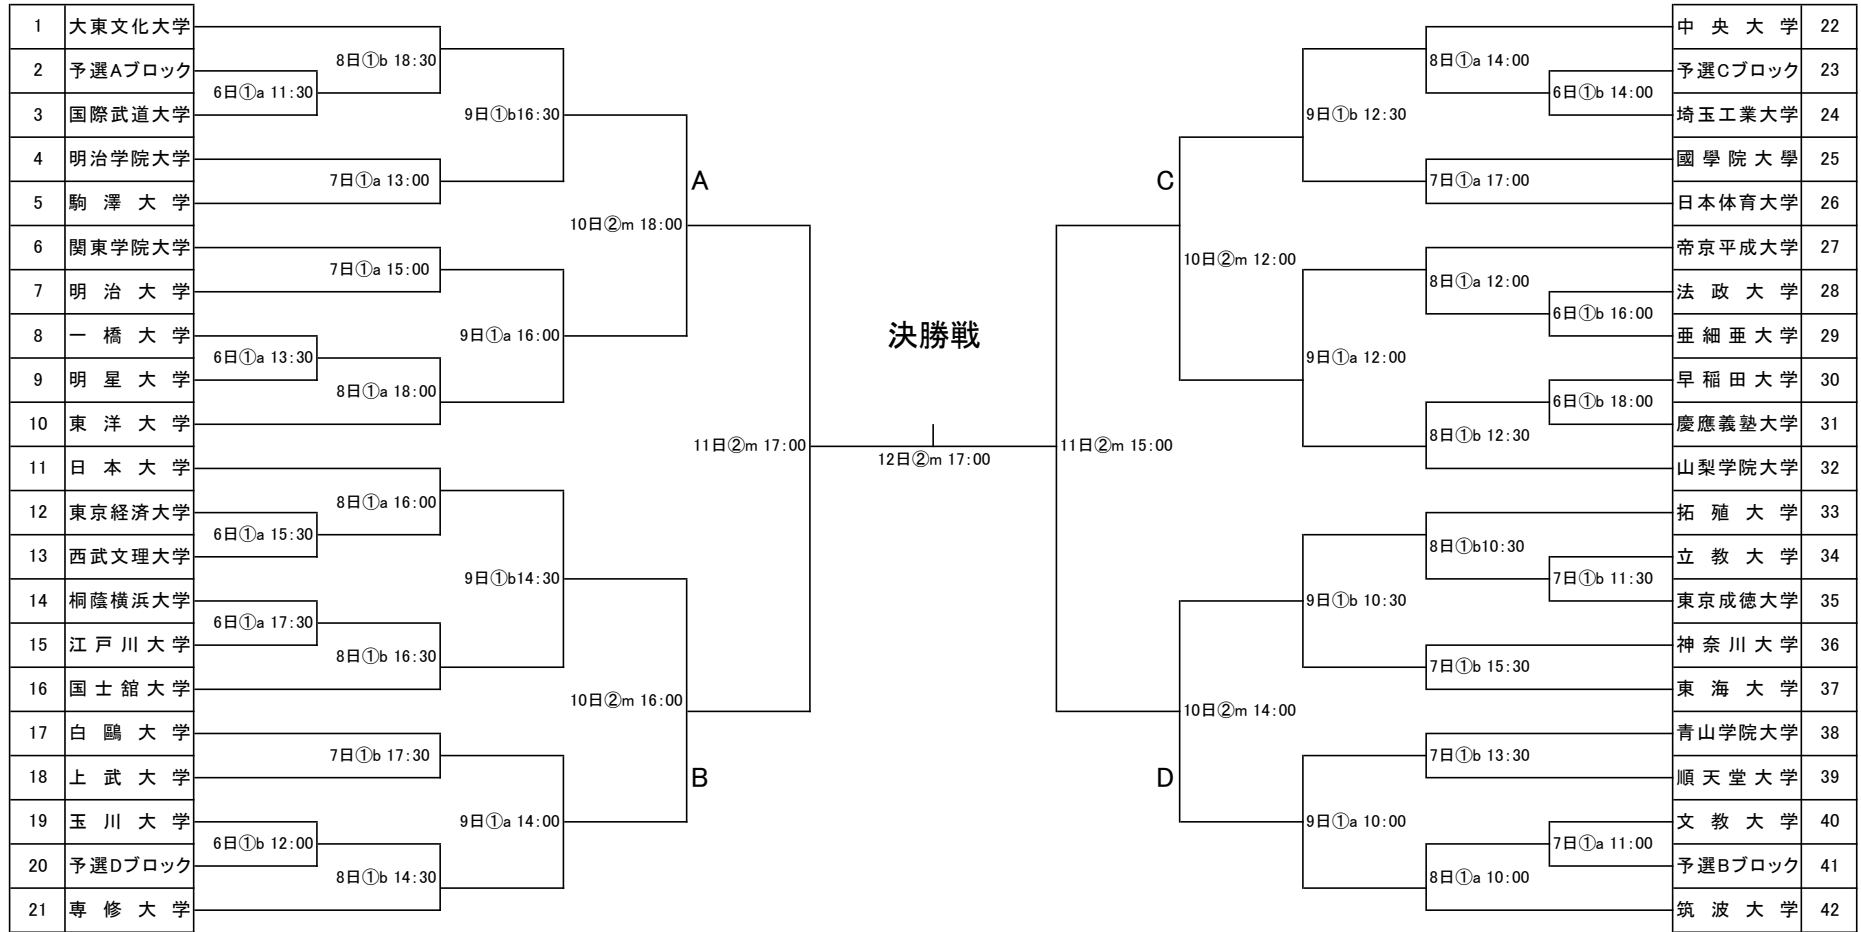 1 大東文化大学
2 予選Aブロック
3 国際武道大学
4 明治学院大学
5 駒澤大学
6 関東学院大学
7 明治大学
8 一橋大学
9 明星大学
10 東洋大学
11 日本大学
12 東京経済大学
13 西武文理大学
14 桐蔭横浜大学
15 江戸川大学
16 国士舘大学
17 白鷗大学
18 上武大学
19 玉川大学
20 予選Dブロック
21 専修大学
6日①a 11:30
6日①a 13:30
6日①a 15:30
6日①a 17:30
6日①b 12:00
8日①b 18:30
7日①a 13:00
7日①a 15:00
8日①a 18:00
8日①a 16:00
8日①b 16:30
7日①b 17:30
8日①b 14:30
9日①b16:30
9日①a 16:00
9日①b14:30
9日①a 14:00
A
10日②m 18:00
10日②m 16:00
B
11日②m 17:00
決勝戦
12日②m 17:00
11日②m 15:00
C
10日②m 12:00
10日②m 14:00
D
9日①b 12:30
9日①a 12:00
9日①b 10:30
9日①a 10:00
8日①a 14:00
7日①a 17:00
8日①a 12:00
8日①b 12:30
8日①b10:30
7日①b 15:30
7日①b 13:30
8日①a 10:00
6日①b 14:00
6日①b 16:00
6日①b 18:00
7日①b 11:30
7日①a 11:00
中央大学 22
予選Cブロック 23
埼玉工業大学 24
國學院大學 25
日本体育大学 26
帝京平成大学 27
法政大学 28
亜細亜大学 29
早稲田大学 30
慶應義塾大学 31
山梨学院大学 32
拓殖大学 33
立教大学 34
東京成徳大学 35
神奈川大学 36
東海大学 37
青山学院大学 38
順天堂大学 39
文教大学 40
予選Bブロック 41
筑波大学 42